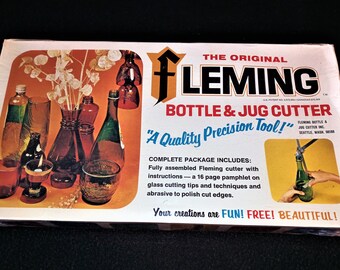 THE ORIGINAL
fLEMING
BOTTLE & JUG CUTTER
"A Quality Precision Tool!"
FLEMING BOTTLE &
JUG CUTTER INC.
SEATTLE, WASH.
COMPLETE PACKAGE INCLUDES:
Fully assembled Fleming cutter with
instructions — a 16 page pamphlet on
glass cutting tips and techniques and
abrasive to polish cut edges.
Your creations are FUN! FREE! BEAUTIFUL!